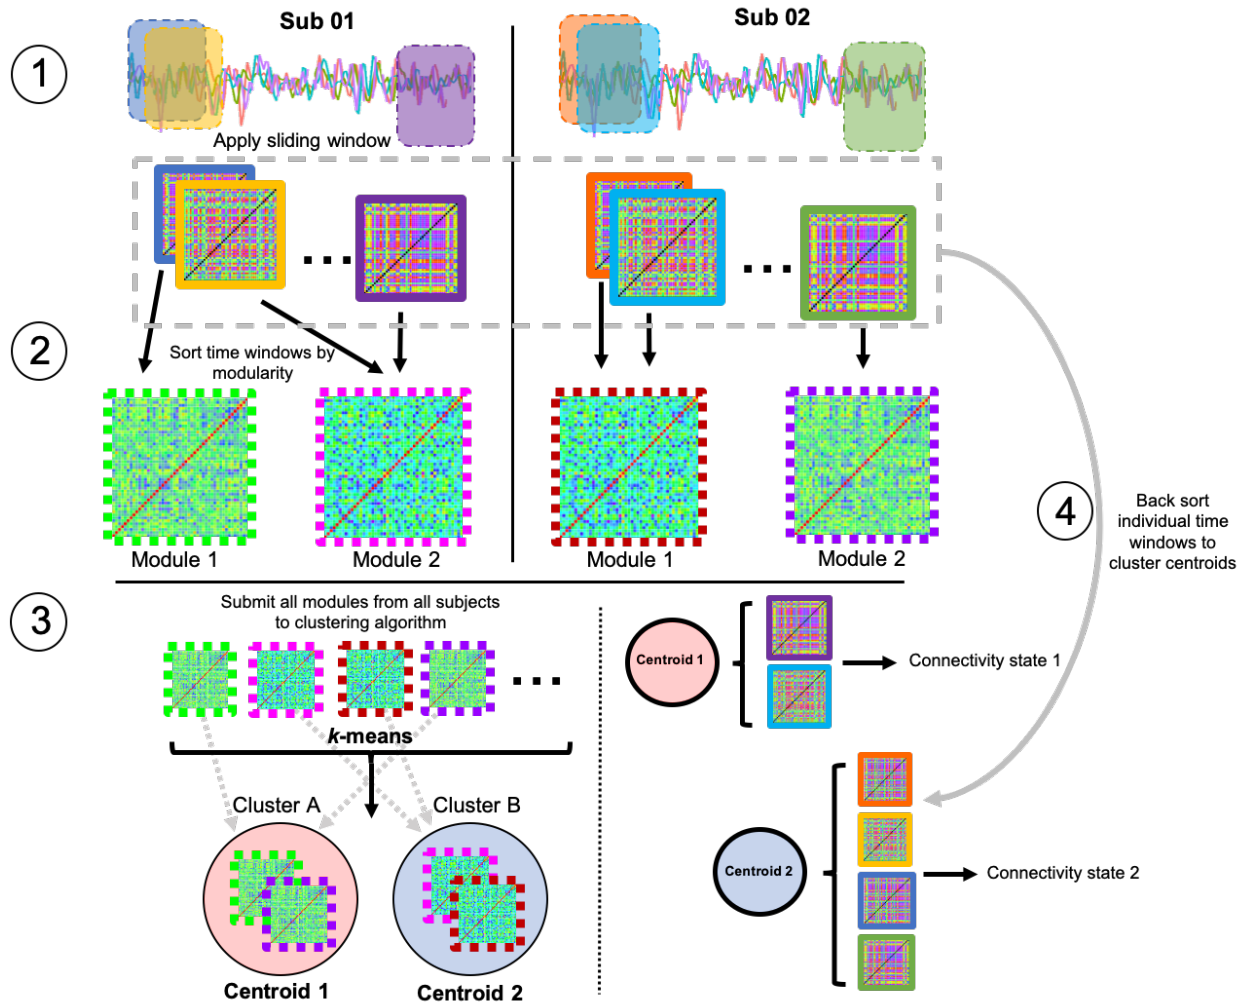 Sub 01
Sub 02
1
Apply sliding window
2
Sort time windows by
modularity
Module 1
Module 2
Module 1
Module 2
4
Back sort
individual time
windows to
cluster centroids
3
Submit all modules from all subjects
to clustering algorithm
k-means
Cluster A
Cluster B
Centroid 1
Centroid 2
Centroid 1
Connectivity state 1
Centroid 2
Connectivity state 2